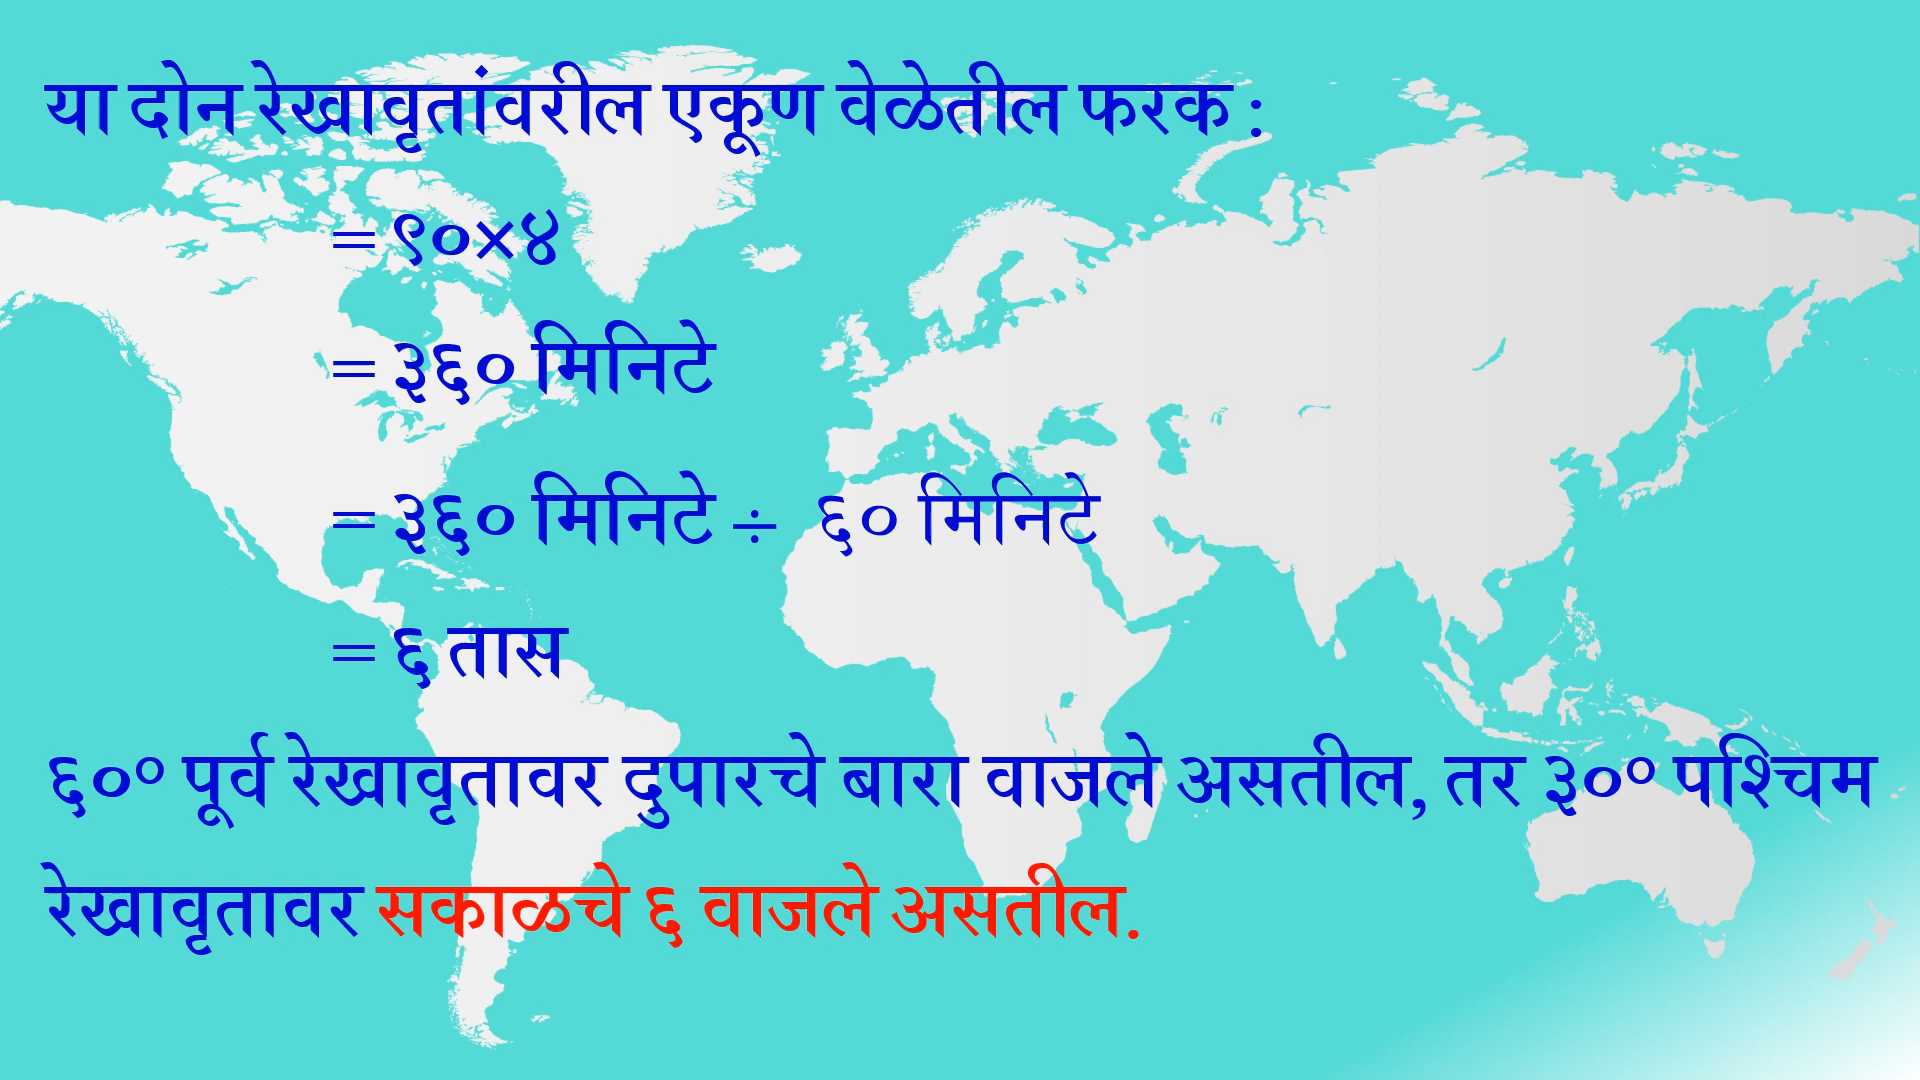 या दोन रेखावृतांवरील एकूण वेळेतील फरक :
= ९०×४
= ३६० मिनिटे
= ३६० मिनिटे ÷ ६० मिनिटे
= ६ तास
६०° पूर्व रेखावृतावर दुपारचे बारा वाजले असतील, तर ३०° पश्चिम
रेखावृतावर सकाळचे ६ वाजले असतील.